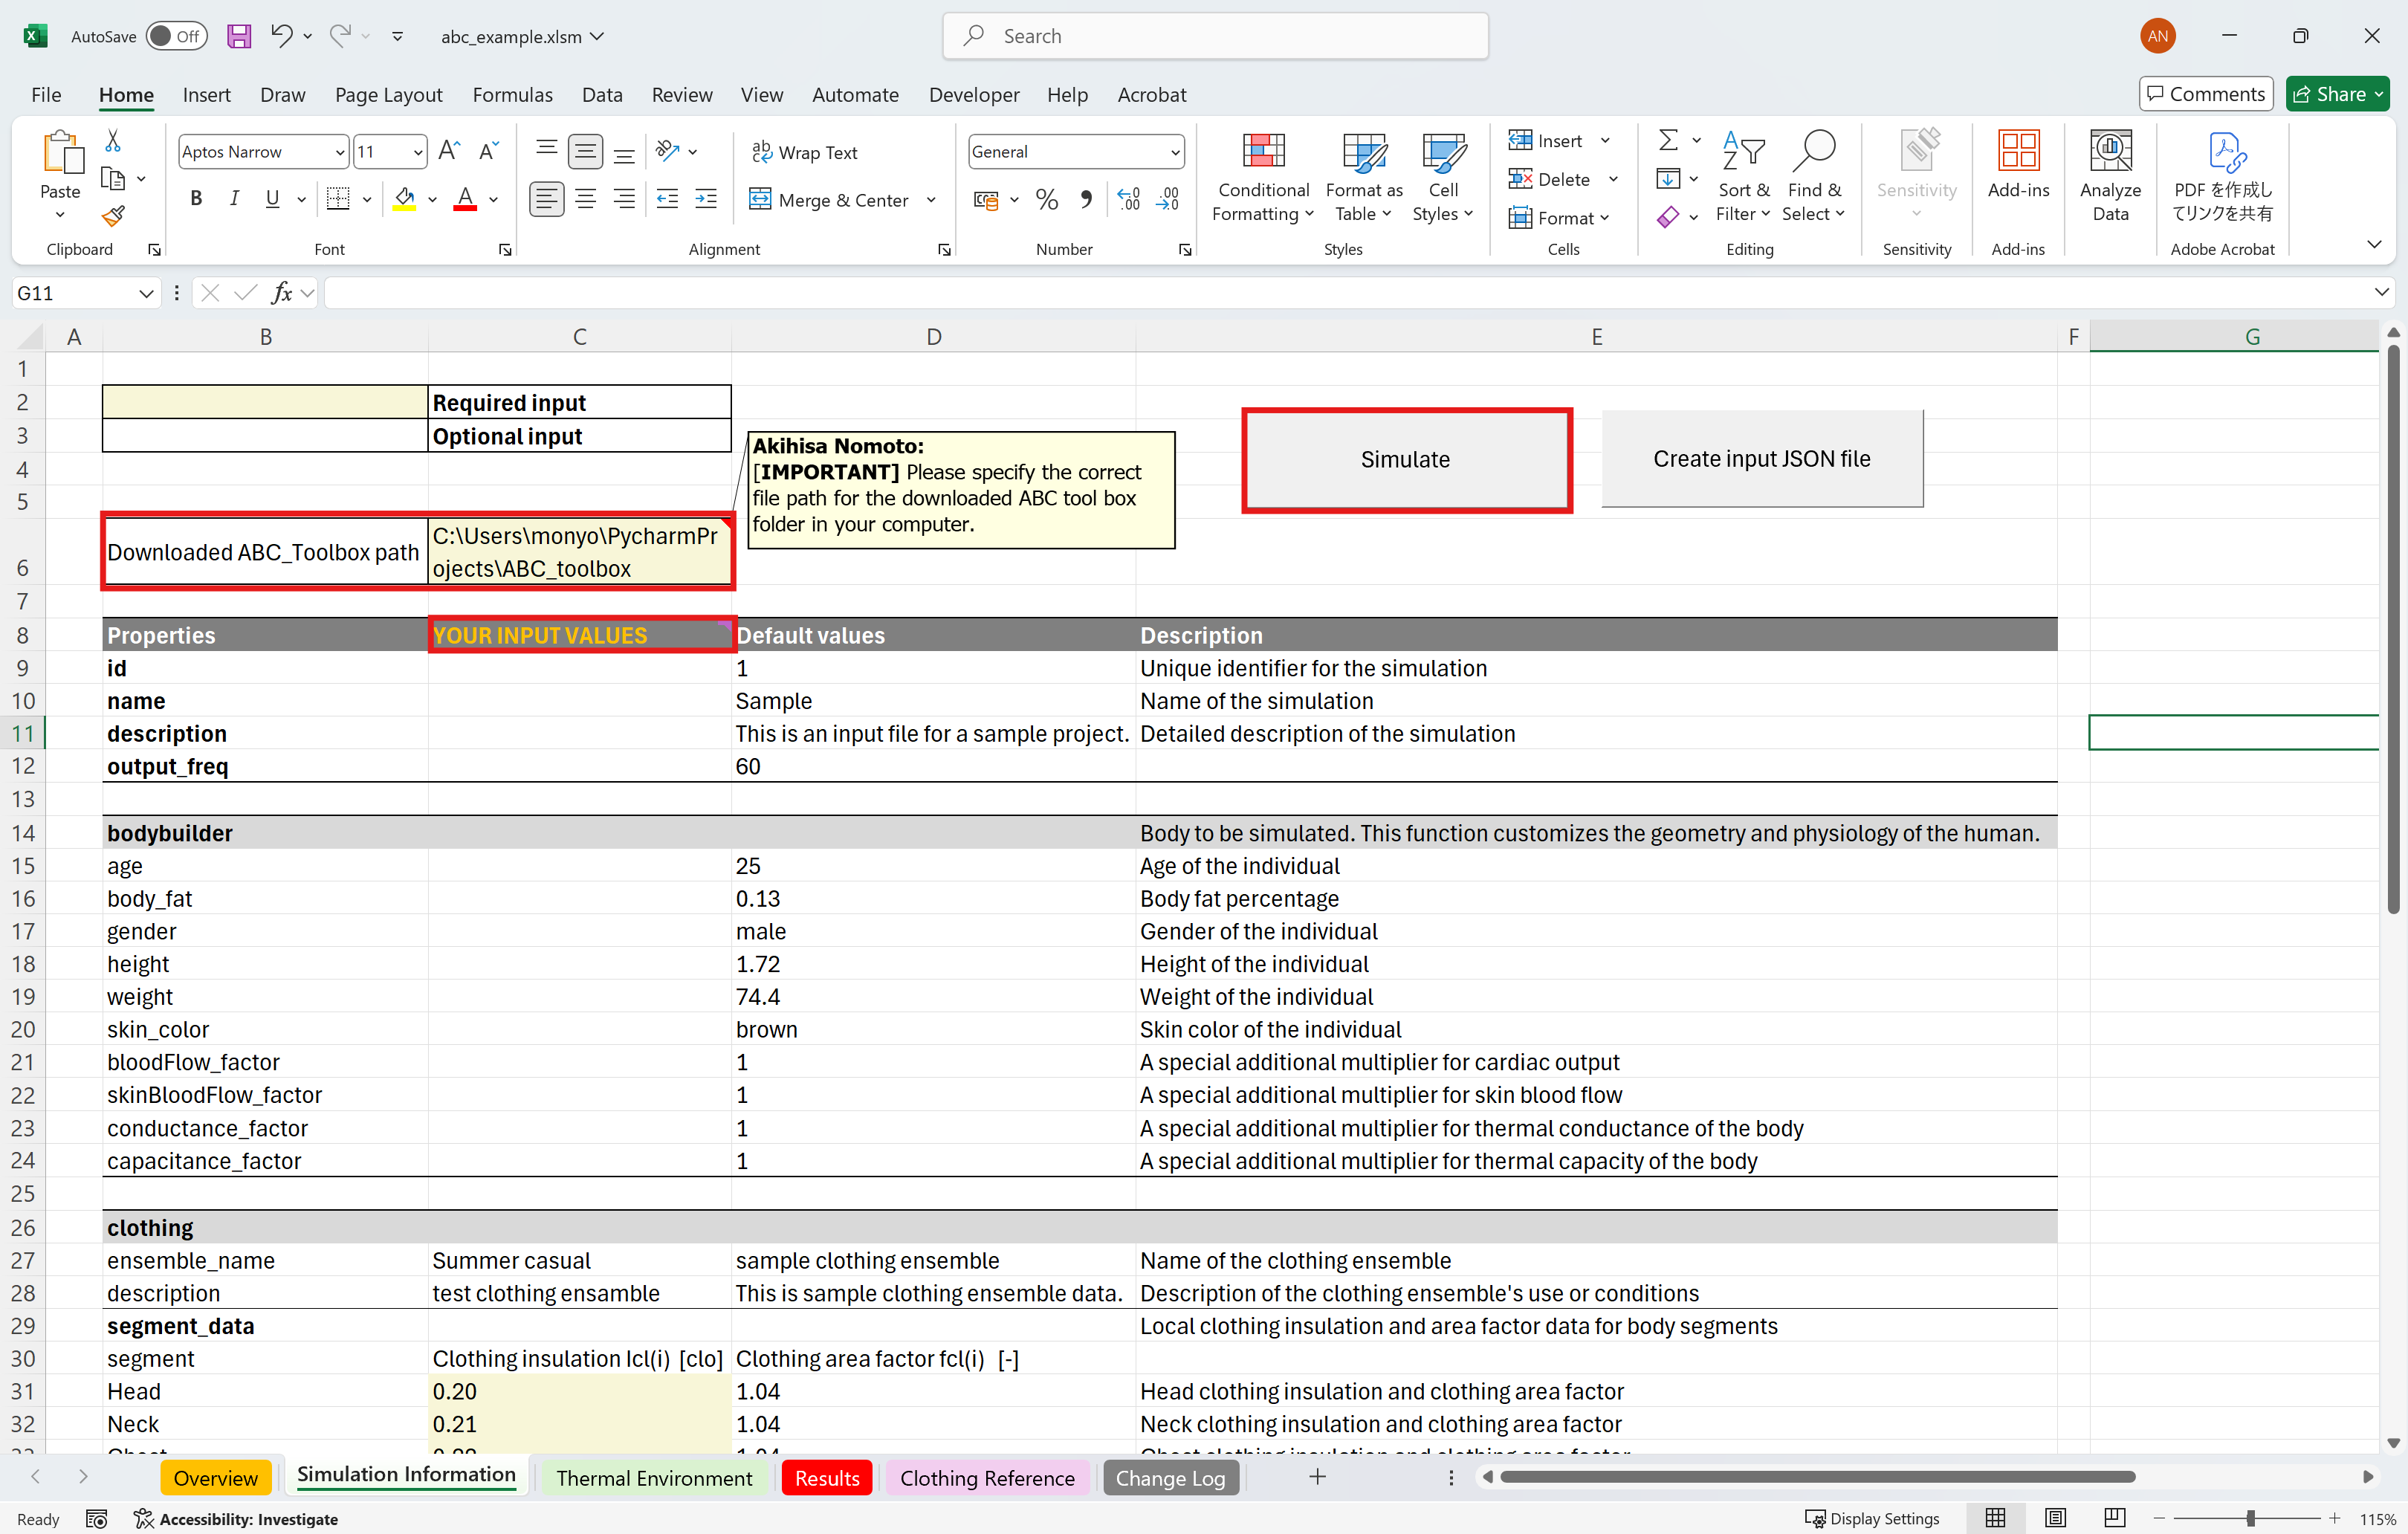 AutoSave Off abc_example.xlsm Search AN
File Home Insert Draw Page Layout Formulas Data Review View Automate Developer Help Acrobat Comments Share
Paste
Clipboard
Aptos Narrow 11
B I U
Font
Wrap Text
Merge & Center
Alignment
General
Number
Conditional Formatting
Format as Table
Cell Styles
Styles
Insert
Delete
Format
Cells
Sort & Filter
Find & Select
Editing
Sensitivity
Sensitivity
Add-ins
Add-ins
Analyze Data
PDF を作成し
てリンクを共有
Adobe Acrobat
G11 fx
A B C D E F G
1
2 Required input
3 Optional input
4
5
Akihisa Nomoto:
[IMPORTANT] Please specify the correct
file path for the downloaded ABC tool box
folder in your computer.
Simulate
Create input JSON file
6 Downloaded ABC_Toolbox path C:\Users\monyo\PycharmPr
ojects\ABC_toolbox
7
8 Properties YOUR INPUT VALUES Default values Description
9 id 1 Unique identifier for the simulation
10 name Sample Name of the simulation
11 description This is an input file for a sample project. Detailed description of the simulation
12 output_freq 60
13
14 bodybuilder Body to be simulated. This function customizes the geometry and physiology of the human.
15 age 25 Age of the individual
16 body_fat 0.13 Body fat percentage
17 gender male Gender of the individual
18 height 1.72 Height of the individual
19 weight 74.4 Weight of the individual
20 skin_color brown Skin color of the individual
21 bloodFlow_factor 1 A special additional multiplier for cardiac output
22 skinBloodFlow_factor 1 A special additional multiplier for skin blood flow
23 conductance_factor 1 A special additional multiplier for thermal conductance of the body
24 capacitance_factor 1 A special additional multiplier for thermal capacity of the body
25
26 clothing
27 ensemble_name Summer casual sample clothing ensemble Name of the clothing ensemble
28 description test clothing ensamble This is sample clothing ensemble data. Description of the clothing ensemble's use or conditions
29 segment_data Local clothing insulation and area factor data for body segments
30 segment Clothing insulation Icl(i) [clo] Clothing area factor fcl(i) [-]
31 Head 0.20 1.04 Head clothing insulation and clothing area factor
32 Neck 0.21 1.04 Neck clothing insulation and clothing area factor
Overview Simulation Information Thermal Environment Results Clothing Reference Change Log
Ready Accessibility: Investigate Display Settings 115%